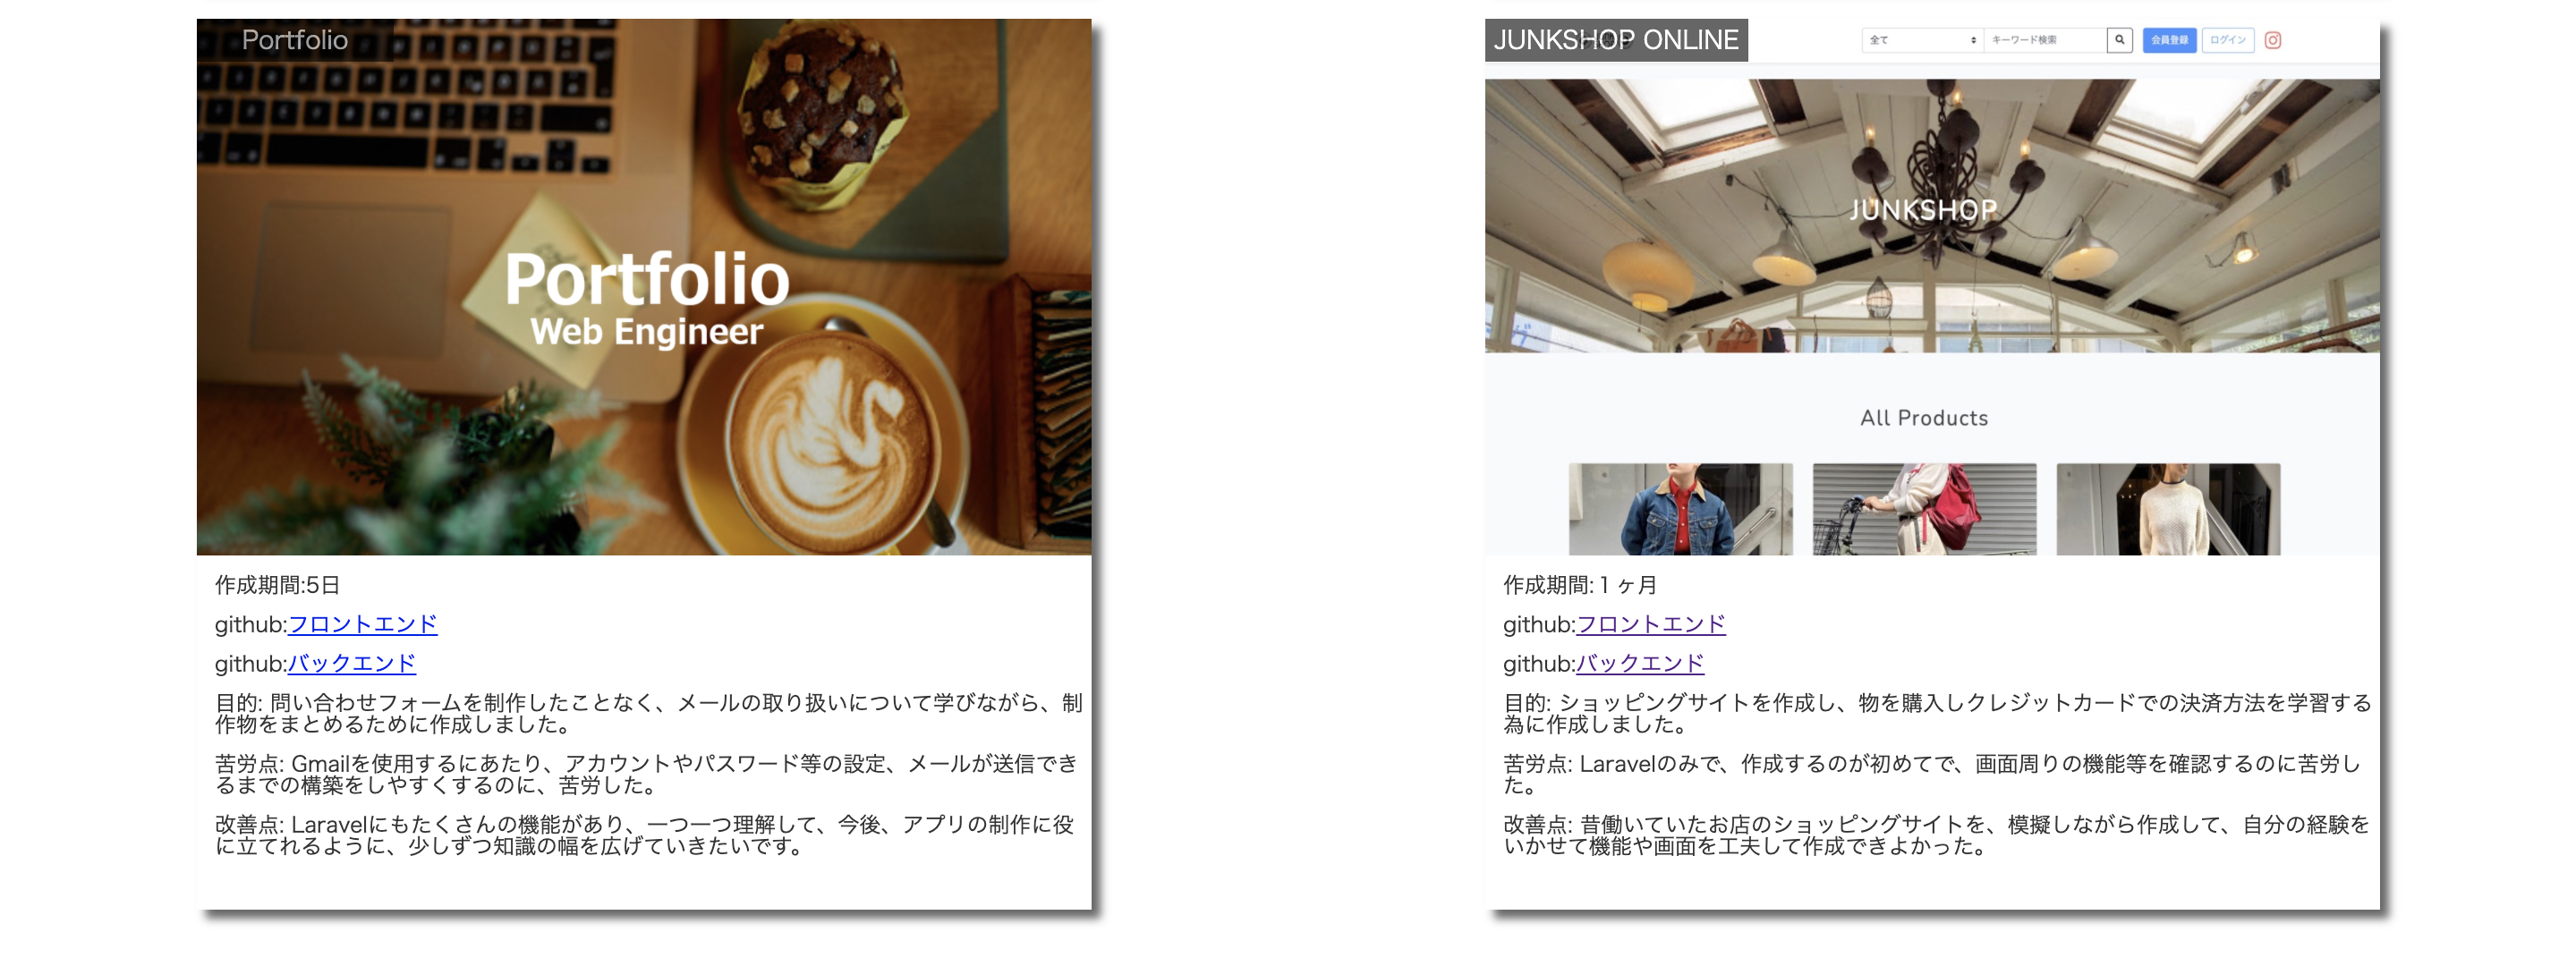 Portfolio
Portfolio
Web Engineer
作成期間:5日
github:フロントエンド
github:バックエンド
目的: 問い合わせフォームを制作したことなく、メールの取り扱いについて学びながら、制
作物をまとめるために作成しました。
苦労点: Gmailを使用するにあたり、アカウントやパスワード等の設定、メールが送信でき
るまでの構築をしやすくするのに、苦労した。
改善点: Laravelにもたくさんの機能があり、一つ一つ理解して、今後、アプリの制作に役
に立てれるように、少しずつ知識の幅を広げていきたいです。
JUNKSHOP ONLINE
全て
キーワード検索
会員登録
ログイン
JUNKSHOP
All Products
作成期間: 1 ヶ月
github:フロントエンド
github:バックエンド
目的: ショッピングサイトを作成し、物を購入しクレジットカードでの決済方法を学習する
為に作成しました。
苦労点: Laravelのみで、作成するのが初めてで、画面周りの機能等を確認するのに苦労し
た。
改善点: 昔働いていたお店のショッピングサイトを、模擬しながら作成して、自分の経験を
いかせて機能や画面を工夫して作成できよかった。